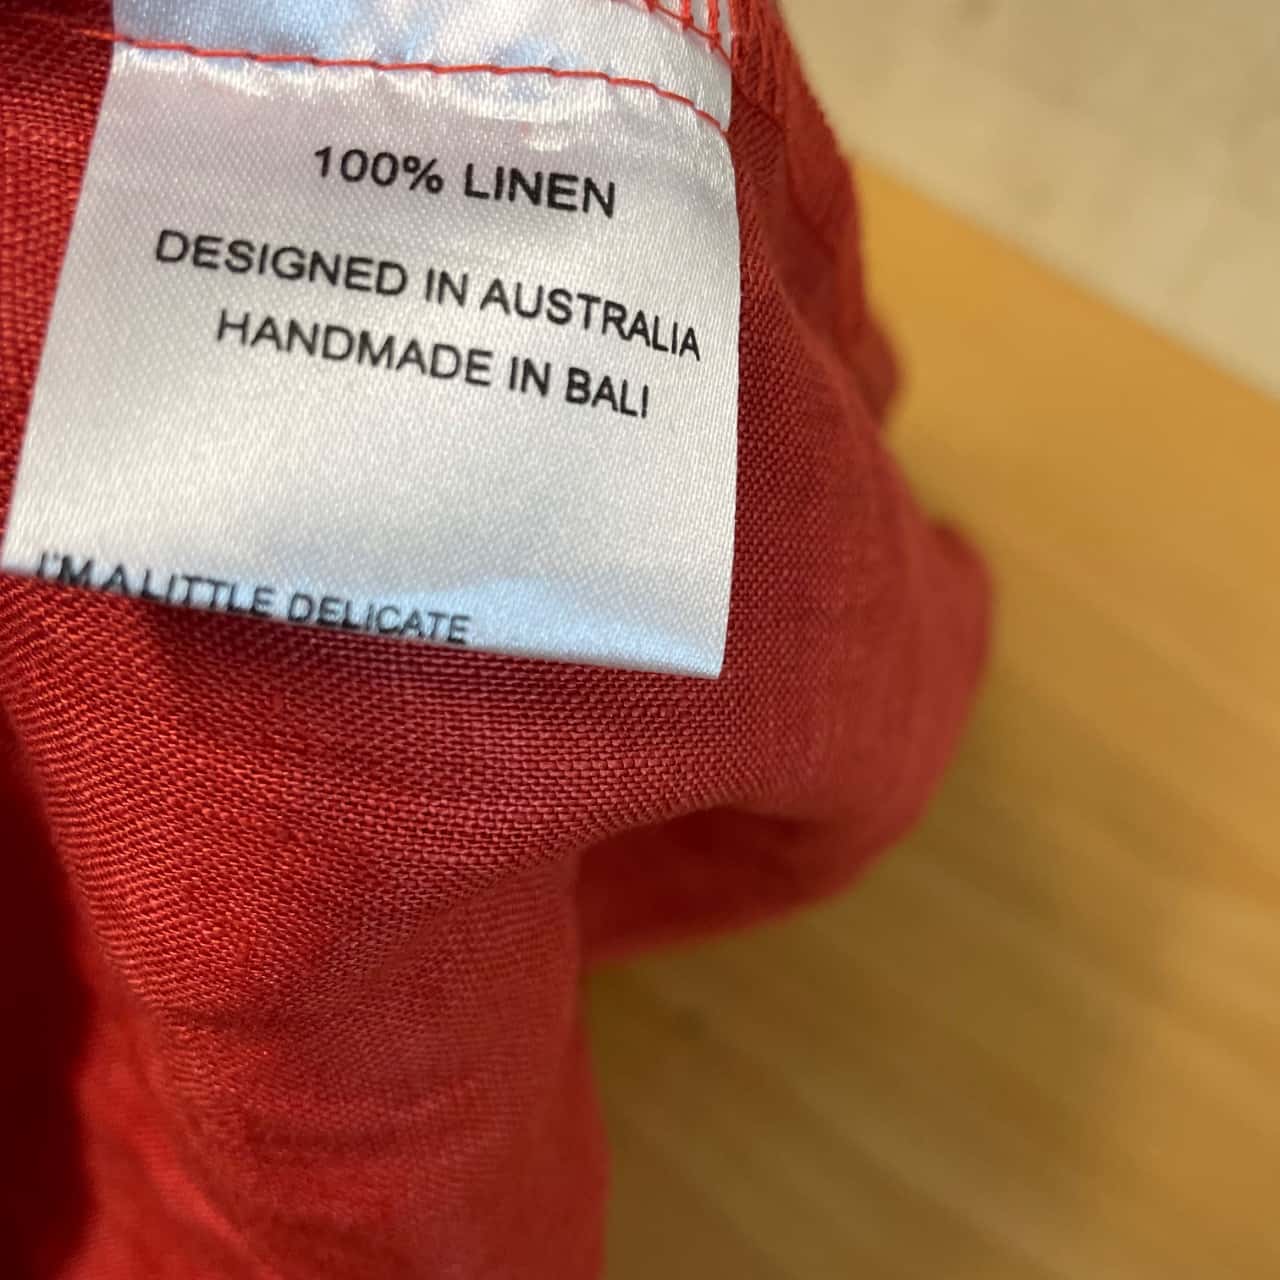 100% LINEN
DESIGNED IN AUSTRALIA
HANDMADE IN BALI
I'M A LITTLE DELICATE